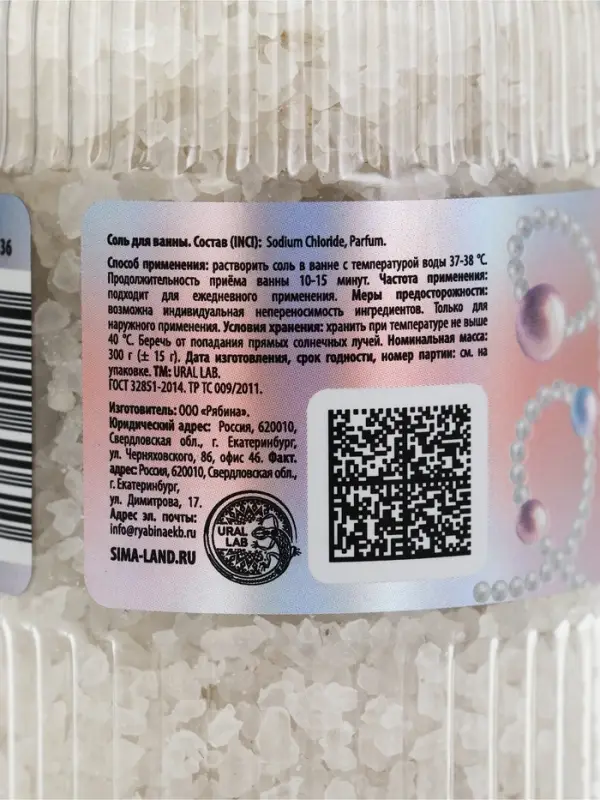 36
Соль для ванны. Состав (INCI): Sodium Chloride, Parfum.
Способ применения: растворить соль в ванне с температурой воды 37-38 °С.
Продолжительность приёма ванны 10-15 минут. Частота применения:
подходит для ежедневного применения. Меры предосторожности:
возможна индивидуальная непереносимость ингредиентов. Только для
наружного применения. Условия хранения: хранить при температуре не выше
40 °С. Беречь от попадания прямых солнечных лучей. Номинальная масса:
300 г (± 15 г). Дата изготовления, срок годности, номер партии: см. на
упаковке. ТМ: URAL LAB.
ГОСТ 32851-2014. ТР ТС 009/2011.
Изготовитель: ООО «Рябина».
Юридический адрес: Россия, 620010,
Свердловская обл., г. Екатеринбург,
ул. Черняховского, 86, офис 46. Факт.
адрес: Россия, 620010, Свердловская обл.,
г. Екатеринбург,
ул. Димитрова, 17.
Адрес эл. почты:
info@ryabinaekb.ru
SIMA-LAND.RU
URAL
LAB